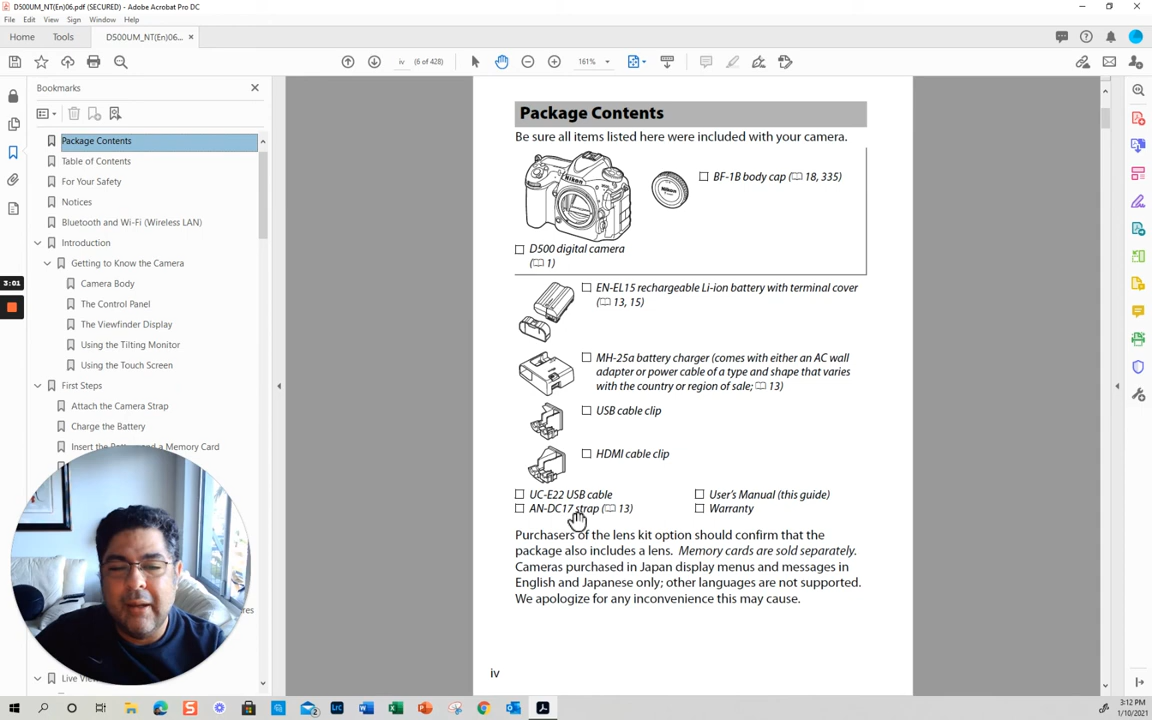 D500UM_NT(En)06.pdf (SECURED) - Adobe Acrobat Pro DC
File Edit View Sign Window Help
Home Tools D500UM_NT(En)06... ×
iv (6 of 428) 161%
Bookmarks
Package Contents
Table of Contents
For Your Safety
Notices
Bluetooth and Wi-Fi (Wireless LAN)
Introduction
Getting to Know the Camera
Camera Body
3:01
The Control Panel
The Viewfinder Display
Using the Tilting Monitor
Using the Touch Screen
First Steps
Attach the Camera Strap
Charge the Battery
Package Contents
Be sure all items listed here were included with your camera.
Nikon
Nikon
BF-1B body cap (18, 335)
D500 digital camera
(1)
EN-EL15 rechargeable Li-ion battery with terminal cover
(13, 15)
MH-25a battery charger (comes with either an AC wall
adapter or power cable of a type and shape that varies
with the country or region of sale; 13)
USB cable clip
HDMI cable clip
UC-E22 USB cable
AN-DC17 strap (13)
User's Manual (this guide)
Warranty
Purchasers of the lens kit option should confirm that the
package also includes a lens. Memory cards are sold separately.
Cameras purchased in Japan display menus and messages in
English and Japanese only; other languages are not supported.
We apologize for any inconvenience this may cause.
iv
Lrc
3:12 PM
1/10/2021